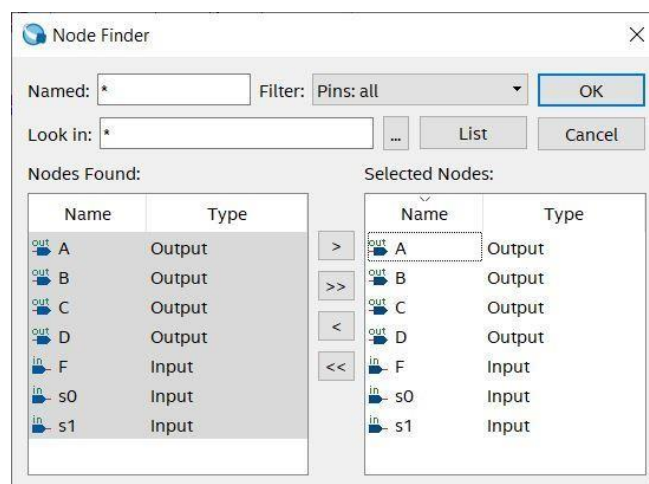 Node Finder
Named: * Filter: Pins: all OK
Look in: * ... List Cancel
Nodes Found: Selected Nodes:
Name Type Name Type
out A Output > out A Output
out B Output >> out B Output
out C Output out C Output
out D Output < out D Output
in F Input << in F Input
in s0 Input in s0 Input
in s1 Input in s1 Input